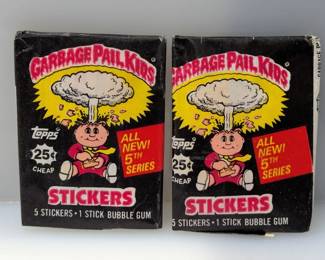 GARBAGE PAIL KIDS
Topps
25¢
CHEAP
ALL
NEW!
5TH
SERIES
STICKERS
5 STICKERS • 1 STICK BUBBLE GUM
GARBAGE PAIL KIDS
Topps
25¢
CHEAP
ALL
NEW!
5TH
SERIES
STICKERS
5 STICKERS • 1 STICK BUBBLE GUM